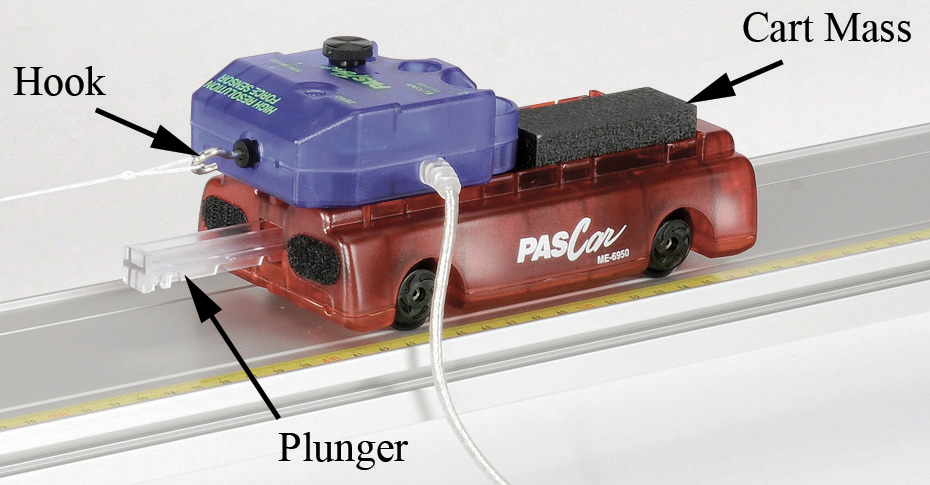 Cart Mass
Hook
PASCO
HIGH RESOLUTION
FORCE SENSOR
PASCar
ME-6950
Plunger